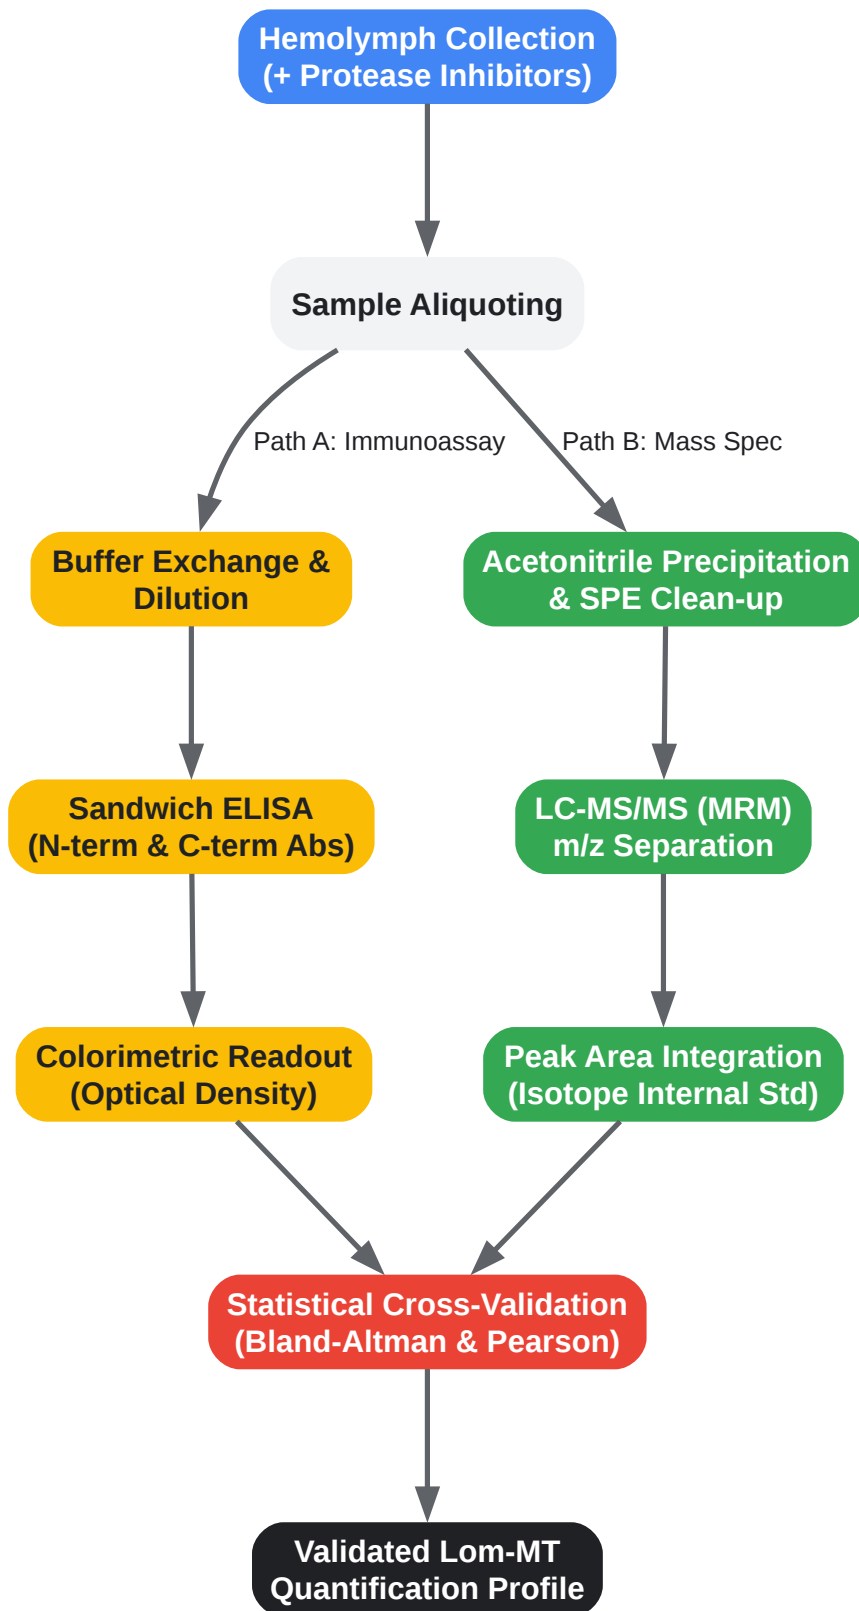 Hemolymph Collection
(+ Protease Inhibitors)
Sample Aliquoting
Path A: Immunoassay
Path B: Mass Spec
Buffer Exchange &
Dilution
Acetonitrile Precipitation
& SPE Clean-up
Sandwich ELISA
(N-term & C-term Abs)
LC-MS/MS (MRM)
m/z Separation
Colorimetric Readout
(Optical Density)
Peak Area Integration
(Isotope Internal Std)
Statistical Cross-Validation
(Bland-Altman & Pearson)
Validated Lom-MT
Quantification Profile